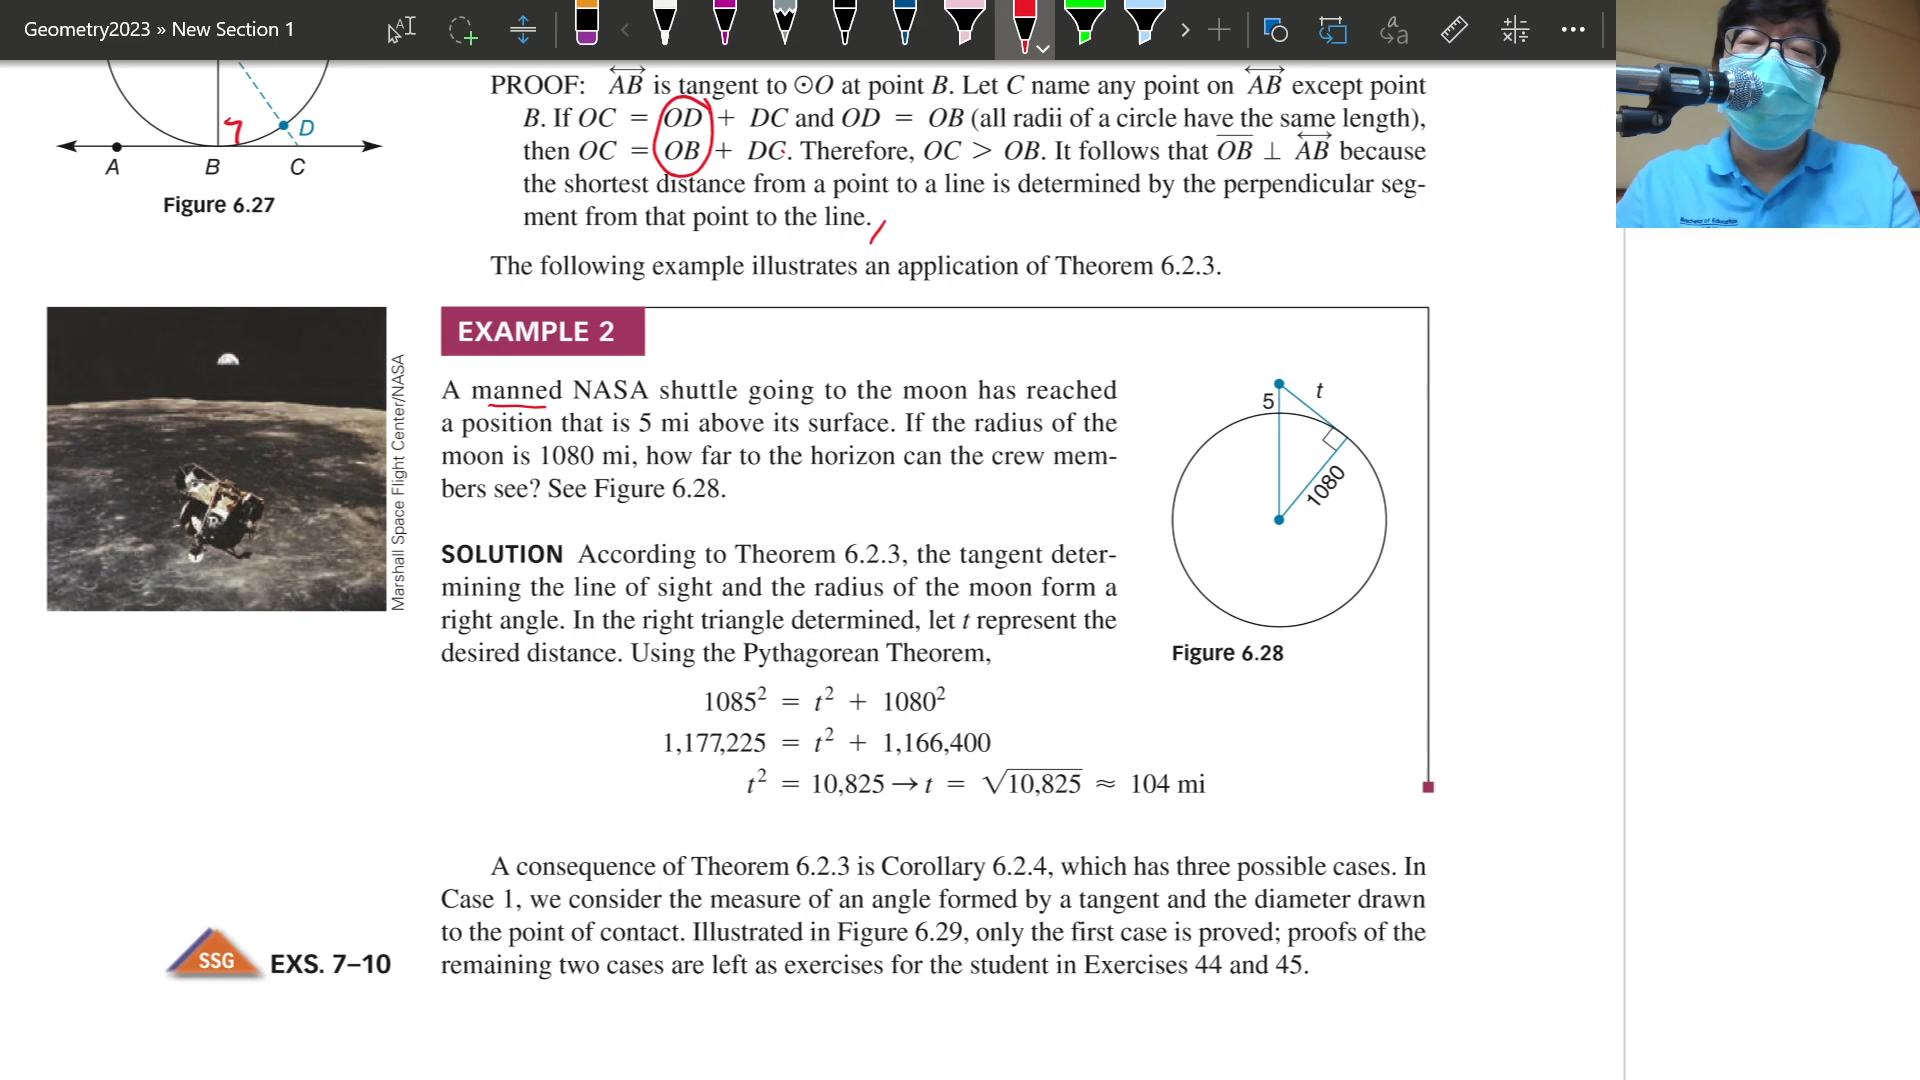 Geometry2023 » New Section 1
PROOF: AB is tangent to ⊙O at point B. Let C name any point on AB except point
B. If OC = OD + DC and OD = OB (all radii of a circle have the same length),
then OC = OB + DC. Therefore, OC > OB. It follows that OB ⊥ AB because
the shortest distance from a point to a line is determined by the perpendicular seg-
ment from that point to the line.
D
A B C
Figure 6.27
The following example illustrates an application of Theorem 6.2.3.
Marshall Space Flight Center/NASA
EXAMPLE 2
A manned NASA shuttle going to the moon has reached
a position that is 5 mi above its surface. If the radius of the
moon is 1080 mi, how far to the horizon can the crew mem-
bers see? See Figure 6.28.
5 t
1080
Figure 6.28
SOLUTION According to Theorem 6.2.3, the tangent deter-
mining the line of sight and the radius of the moon form a
right angle. In the right triangle determined, let t represent the
desired distance. Using the Pythagorean Theorem,
1085² = t² + 1080²
1,177,225 = t² + 1,166,400
t² = 10,825 → t = √10,825 ≈ 104 mi
A consequence of Theorem 6.2.3 is Corollary 6.2.4, which has three possible cases. In
Case 1, we consider the measure of an angle formed by a tangent and the diameter drawn
to the point of contact. Illustrated in Figure 6.29, only the first case is proved; proofs of the
remaining two cases are left as exercises for the student in Exercises 44 and 45.
SSG EXS. 7–10
Bachelor of Education